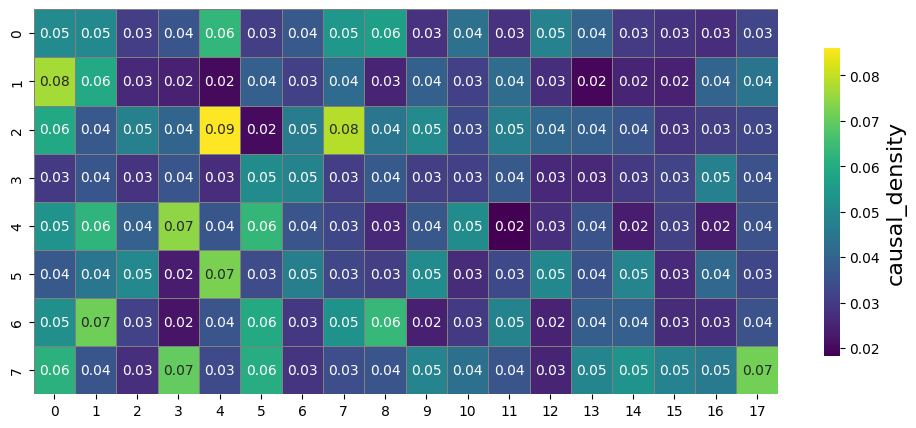 0 0.05 0.05 0.03 0.04 0.06 0.03 0.04 0.05 0.06 0.03 0.04 0.03 0.05 0.04 0.03 0.03 0.03 0.03
1 0.08 0.06 0.03 0.02 0.02 0.04 0.03 0.04 0.03 0.04 0.03 0.04 0.03 0.02 0.02 0.02 0.04 0.04
2 0.06 0.04 0.05 0.04 0.09 0.02 0.05 0.08 0.04 0.05 0.03 0.05 0.04 0.04 0.04 0.03 0.03 0.03
3 0.03 0.04 0.03 0.04 0.03 0.05 0.05 0.03 0.04 0.03 0.03 0.04 0.03 0.03 0.03 0.03 0.05 0.04
4 0.05 0.06 0.04 0.07 0.04 0.06 0.04 0.03 0.03 0.04 0.05 0.02 0.03 0.04 0.02 0.03 0.02 0.04
5 0.04 0.04 0.05 0.02 0.07 0.03 0.05 0.03 0.03 0.05 0.03 0.04 0.05 0.04 0.05 0.03 0.04 0.03
6 0.05 0.07 0.03 0.02 0.04 0.06 0.03 0.05 0.06 0.02 0.03 0.05 0.02 0.04 0.04 0.03 0.03 0.04
7 0.06 0.04 0.03 0.07 0.03 0.06 0.03 0.03 0.04 0.05 0.04 0.04 0.03 0.05 0.05 0.05 0.05 0.07
0 1 2 3 4 5 6 7 8 9 10 11 12 13 14 15 16 17
0.08
0.07
0.06
0.05
0.04
0.03
0.02
causal_density